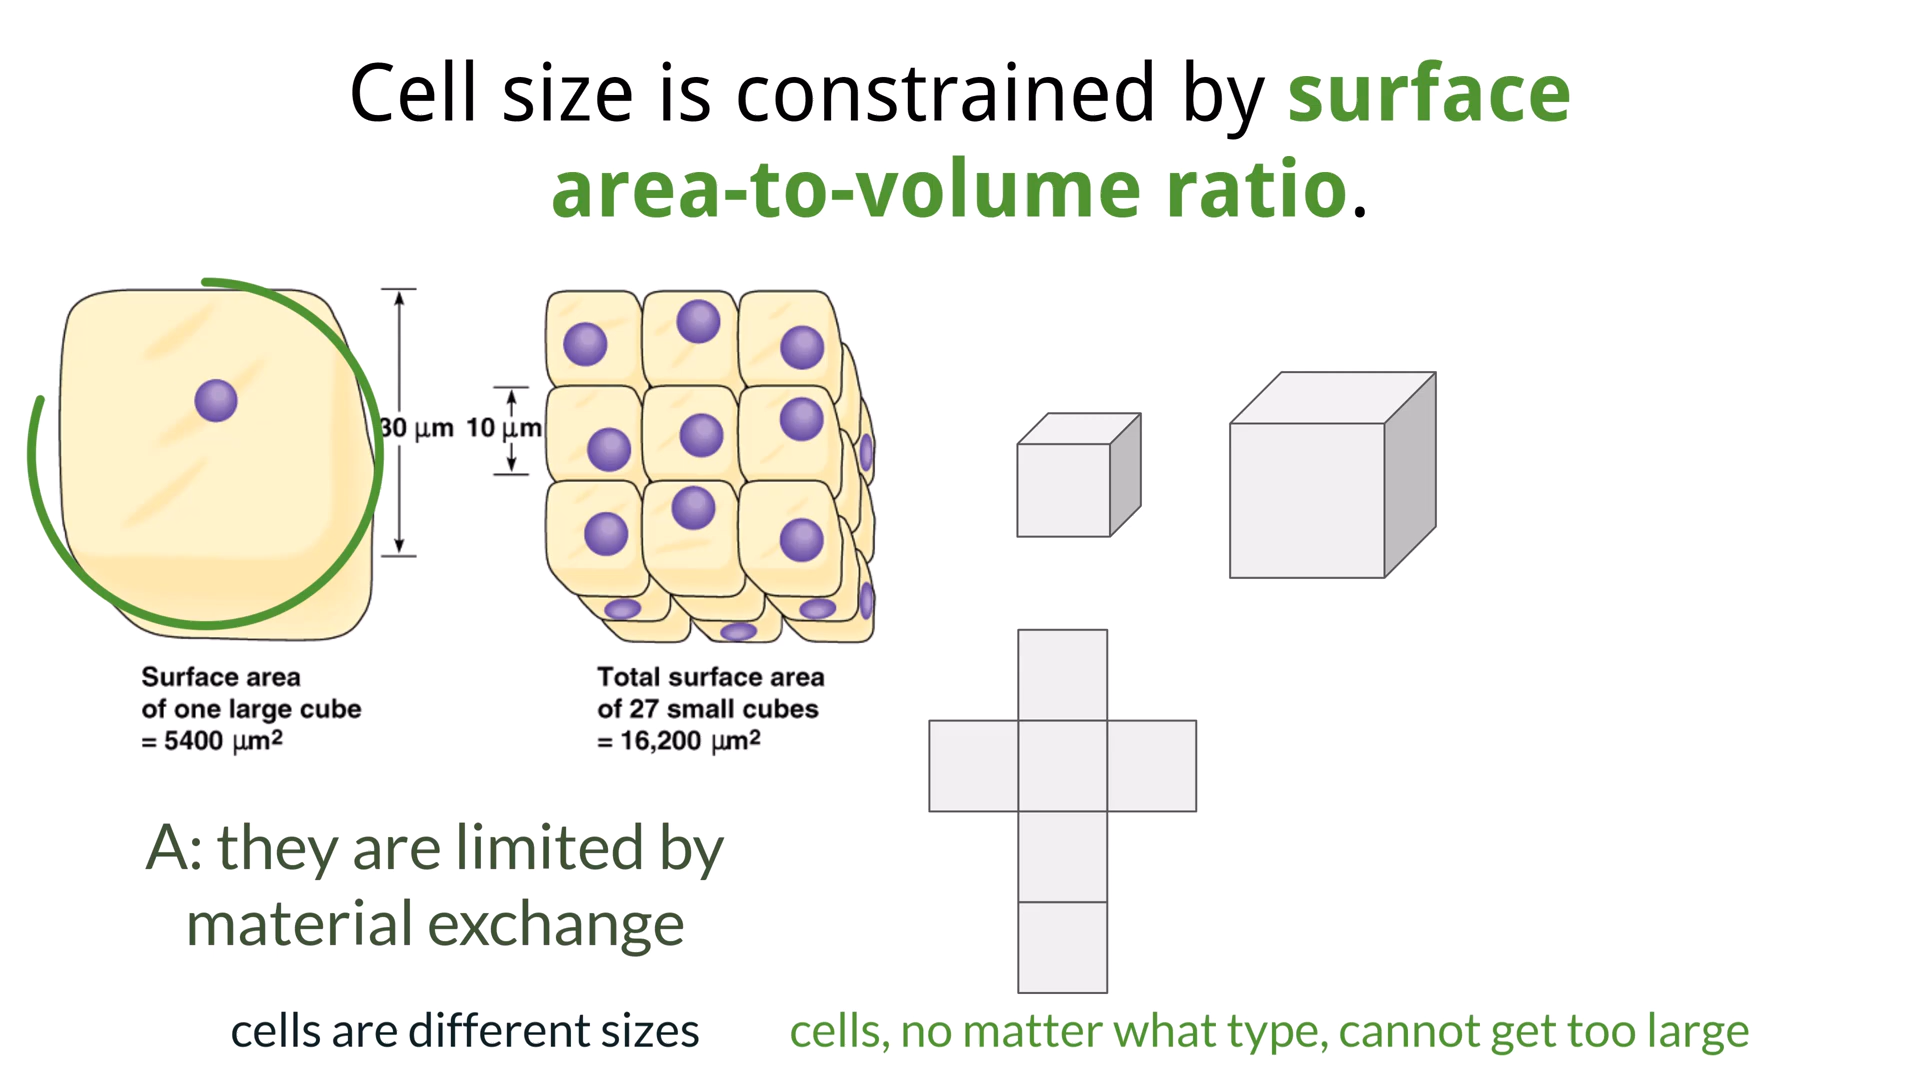 Cell size is constrained by surface
area-to-volume ratio.
30 µm
10 µm
Surface area
of one large cube
= 5400 µm²
Total surface area
of 27 small cubes
= 16,200 µm²
A: they are limited by
material exchange
cells are different sizes
cells, no matter what type, cannot get too large